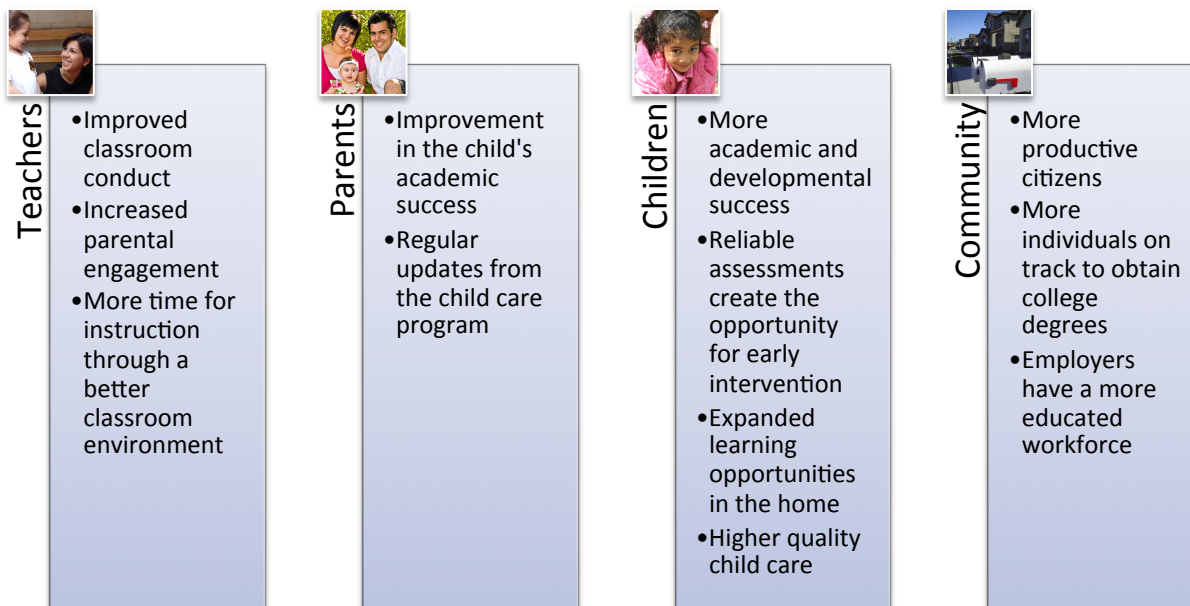 Teachers
•Improved
classroom
conduct
•Increased
parental
engagement
•More time for
instruction
through a
better
classroom
environment
Parents
•Improvement
in the child's
academic
success
•Regular
updates from
the child care
program
Children
•More
academic and
developmental
success
•Reliable
assessments
create the
opportunity
for early
intervention
•Expanded
learning
opportunities
in the home
•Higher quality
child care
Community
•More
productive
citizens
•More
individuals on
track to obtain
college
degrees
•Employers
have a more
educated
workforce